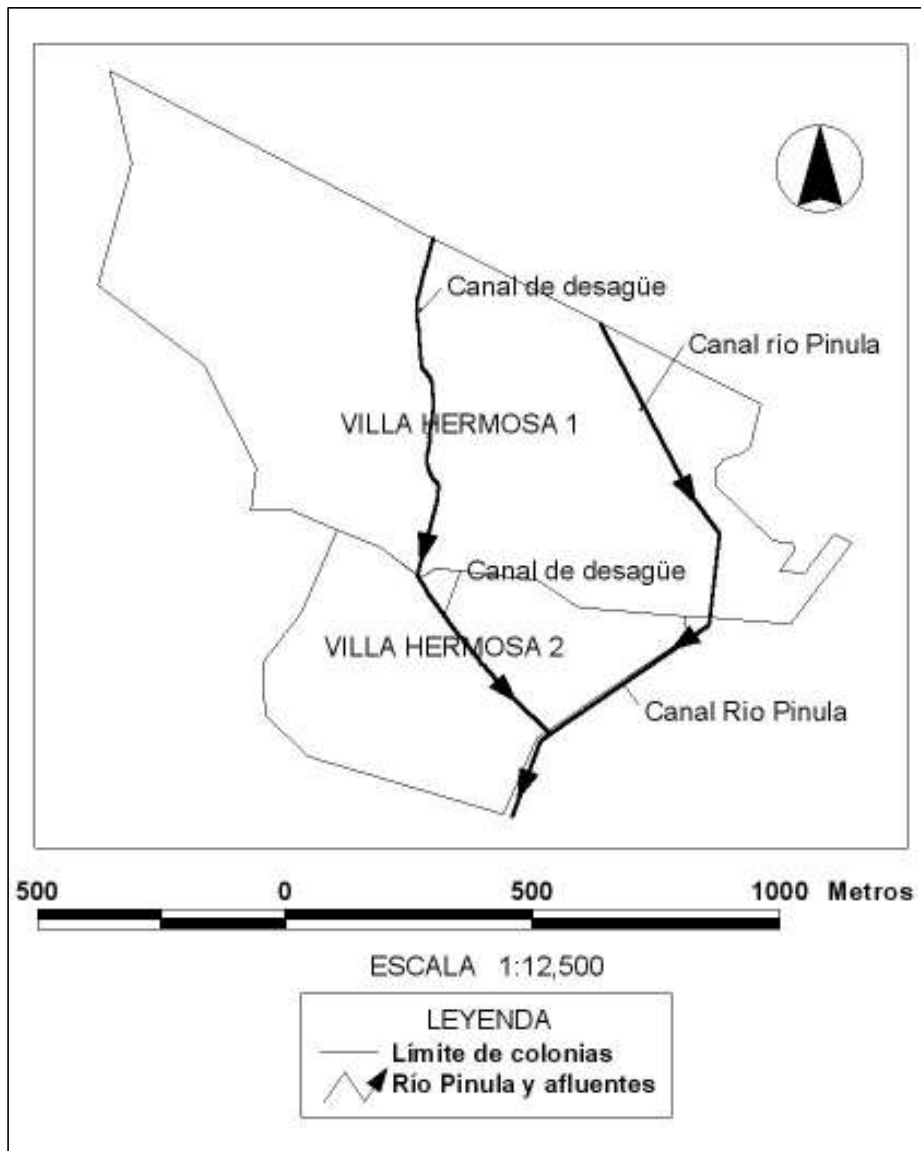 Canal de desagüe
Canal río Pinula
VILLA HERMOSA 1
Canal de desagüe
VILLA HERMOSA 2
Canal Río Pinula
500 0 500 1000 Metros
ESCALA 1:12,500
LEYENDA
Límite de colonias
Río Pinula y afluentes